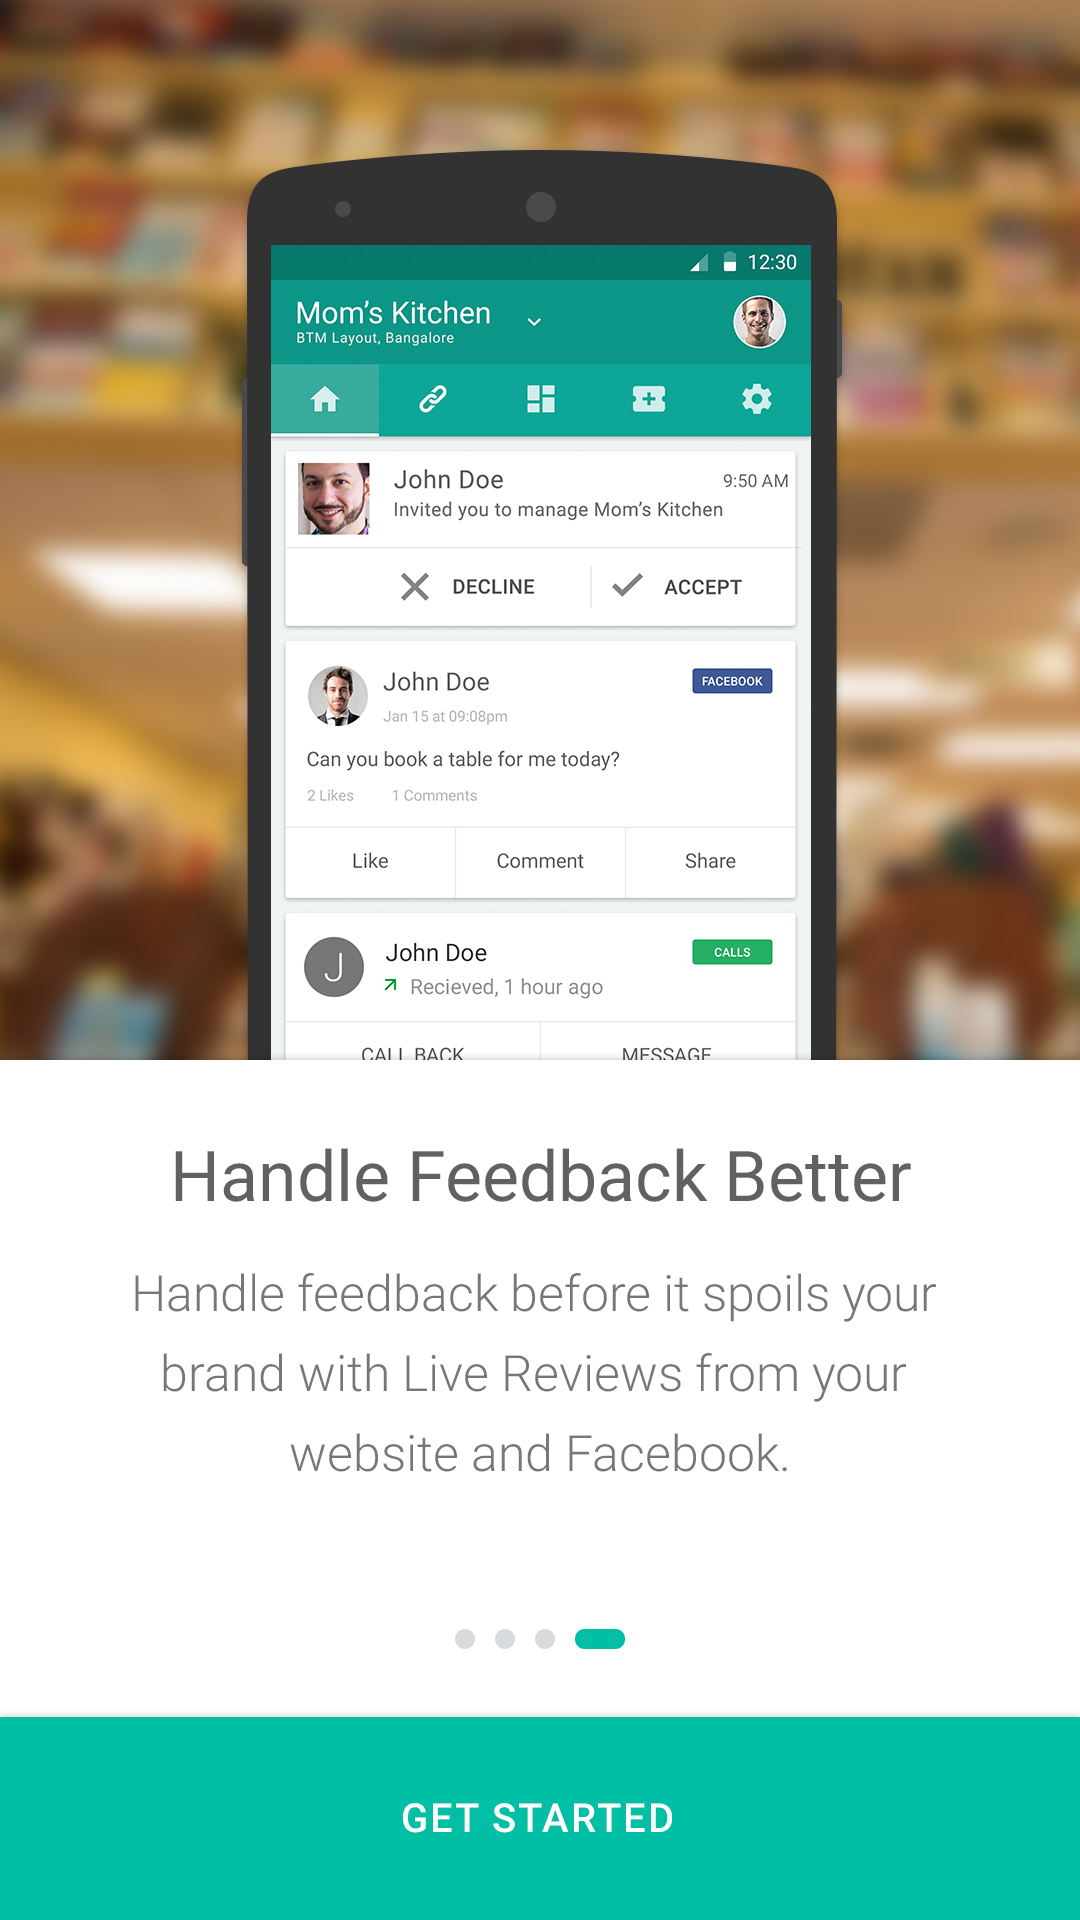 12:30
Mom’s Kitchen
BTM Layout, Bangalore
John Doe
9:50 AM
Invited you to manage Mom’s Kitchen
DECLINE
ACCEPT
John Doe
FACEBOOK
Jan 15 at 09:08pm
Can you book a table for me today?
2 Likes 1 Comments
Like Comment Share
J
John Doe
CALLS
Recieved, 1 hour ago
CALL BACK MESSAGE
Handle Feedback Better
Handle feedback before it spoils your
brand with Live Reviews from your
website and Facebook.
GET STARTED